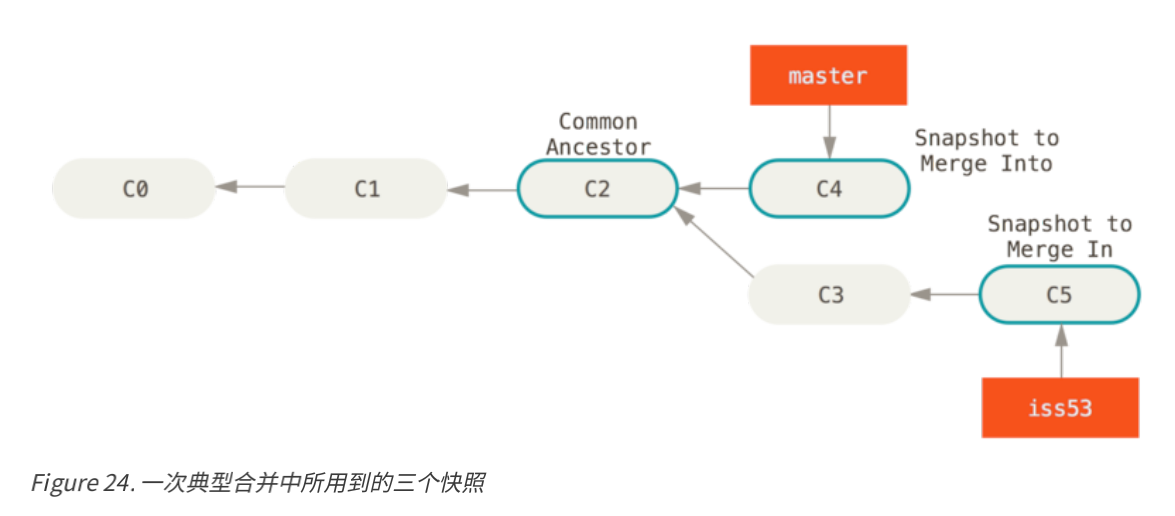 master
Common
Ancestor
Snapshot to
Merge Into
C0
C1
C2
C4
Snapshot to
Merge In
C3
C5
iss53
Figure 24. 一次典型合并中所用到的三个快照